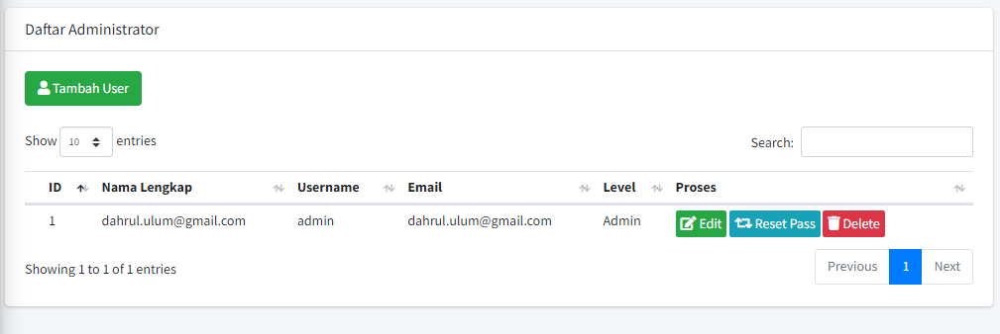 Daftar Administrator
Tambah User
Show 10 entries Search:
ID Nama Lengkap Username Email Level Proses
1 dahrul.ulum@gmail.com admin dahrul.ulum@gmail.com Admin Edit Reset Pass Delete
Showing 1 to 1 of 1 entries Previous 1 Next